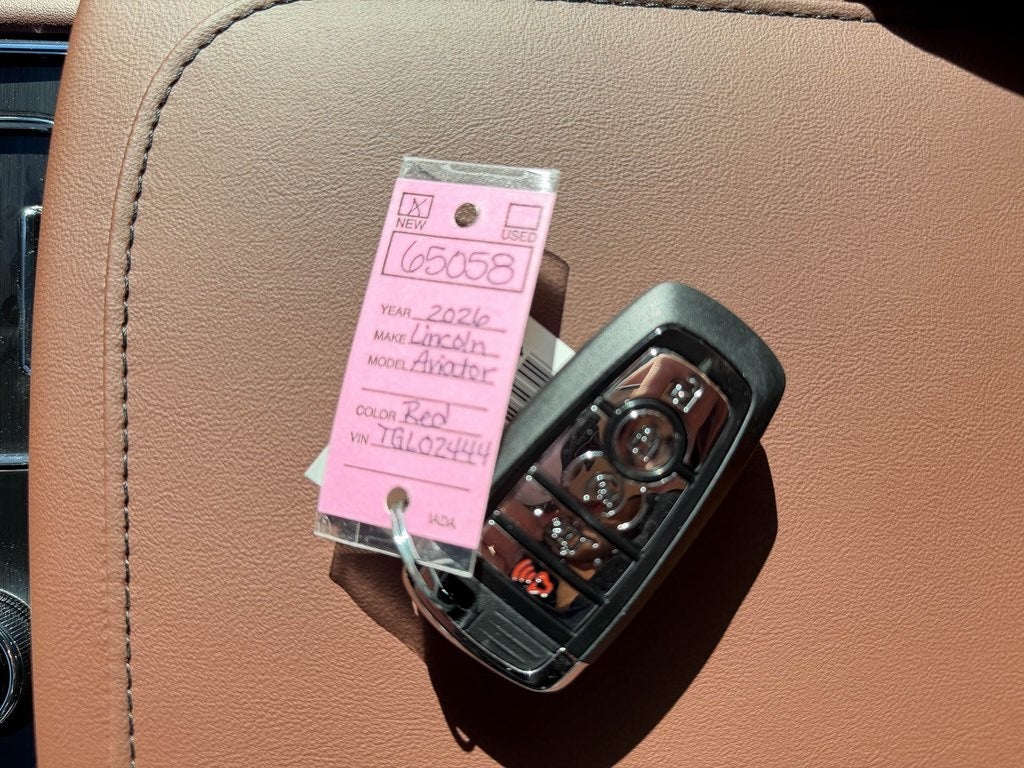 X
NEW
USED
65058
YEAR 2026
MAKE Lincoln
MODEL Aviator
COLOR Red
VIN TGL02444
IADA